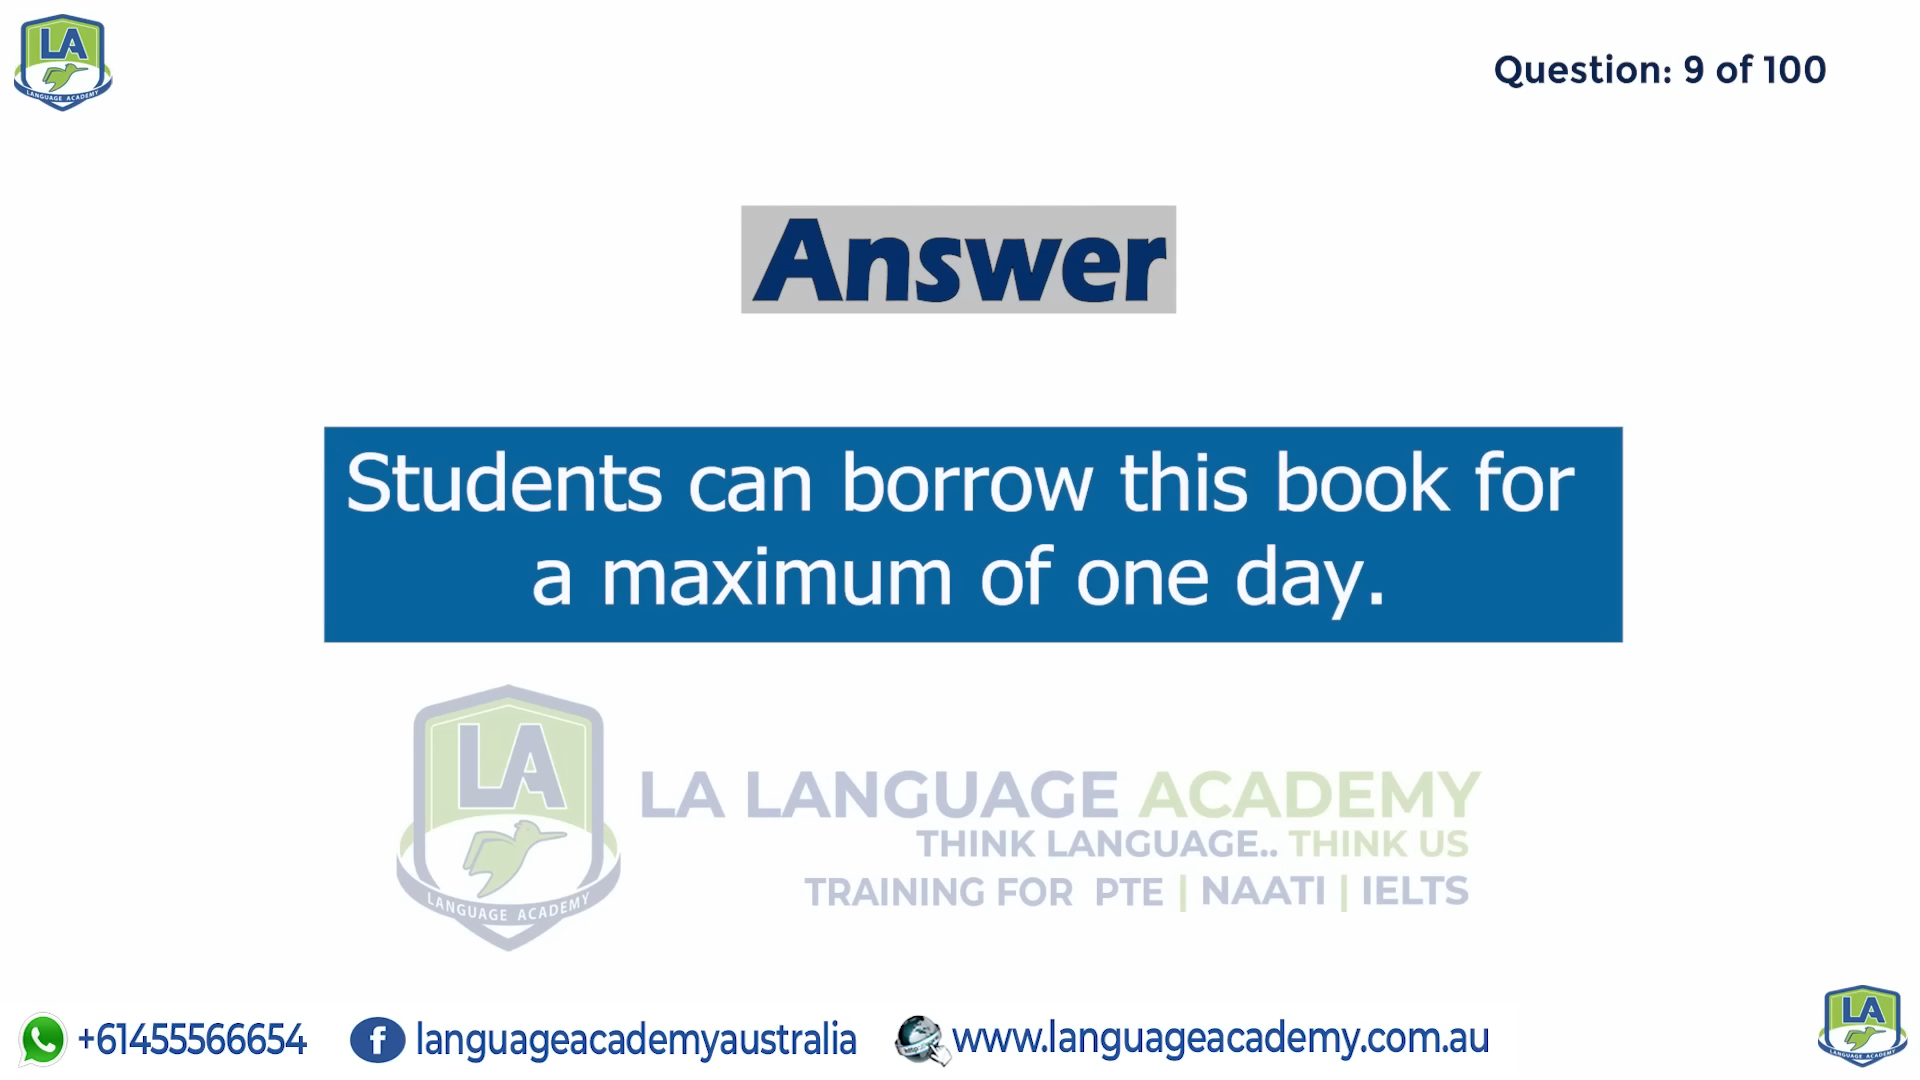 LA
LANGUAGE ACADEMY
Question: 9 of 100
Answer
Students can borrow this book for
a maximum of one day.
LA
LANGUAGE ACADEMY
LA LANGUAGE ACADEMY
THINK LANGUAGE.. THINK US
TRAINING FOR PTE | NAATI | IELTS
+61455566654
languageacademyaustralia
www.languageacademy.com.au
LA
LANGUAGE ACADEMY